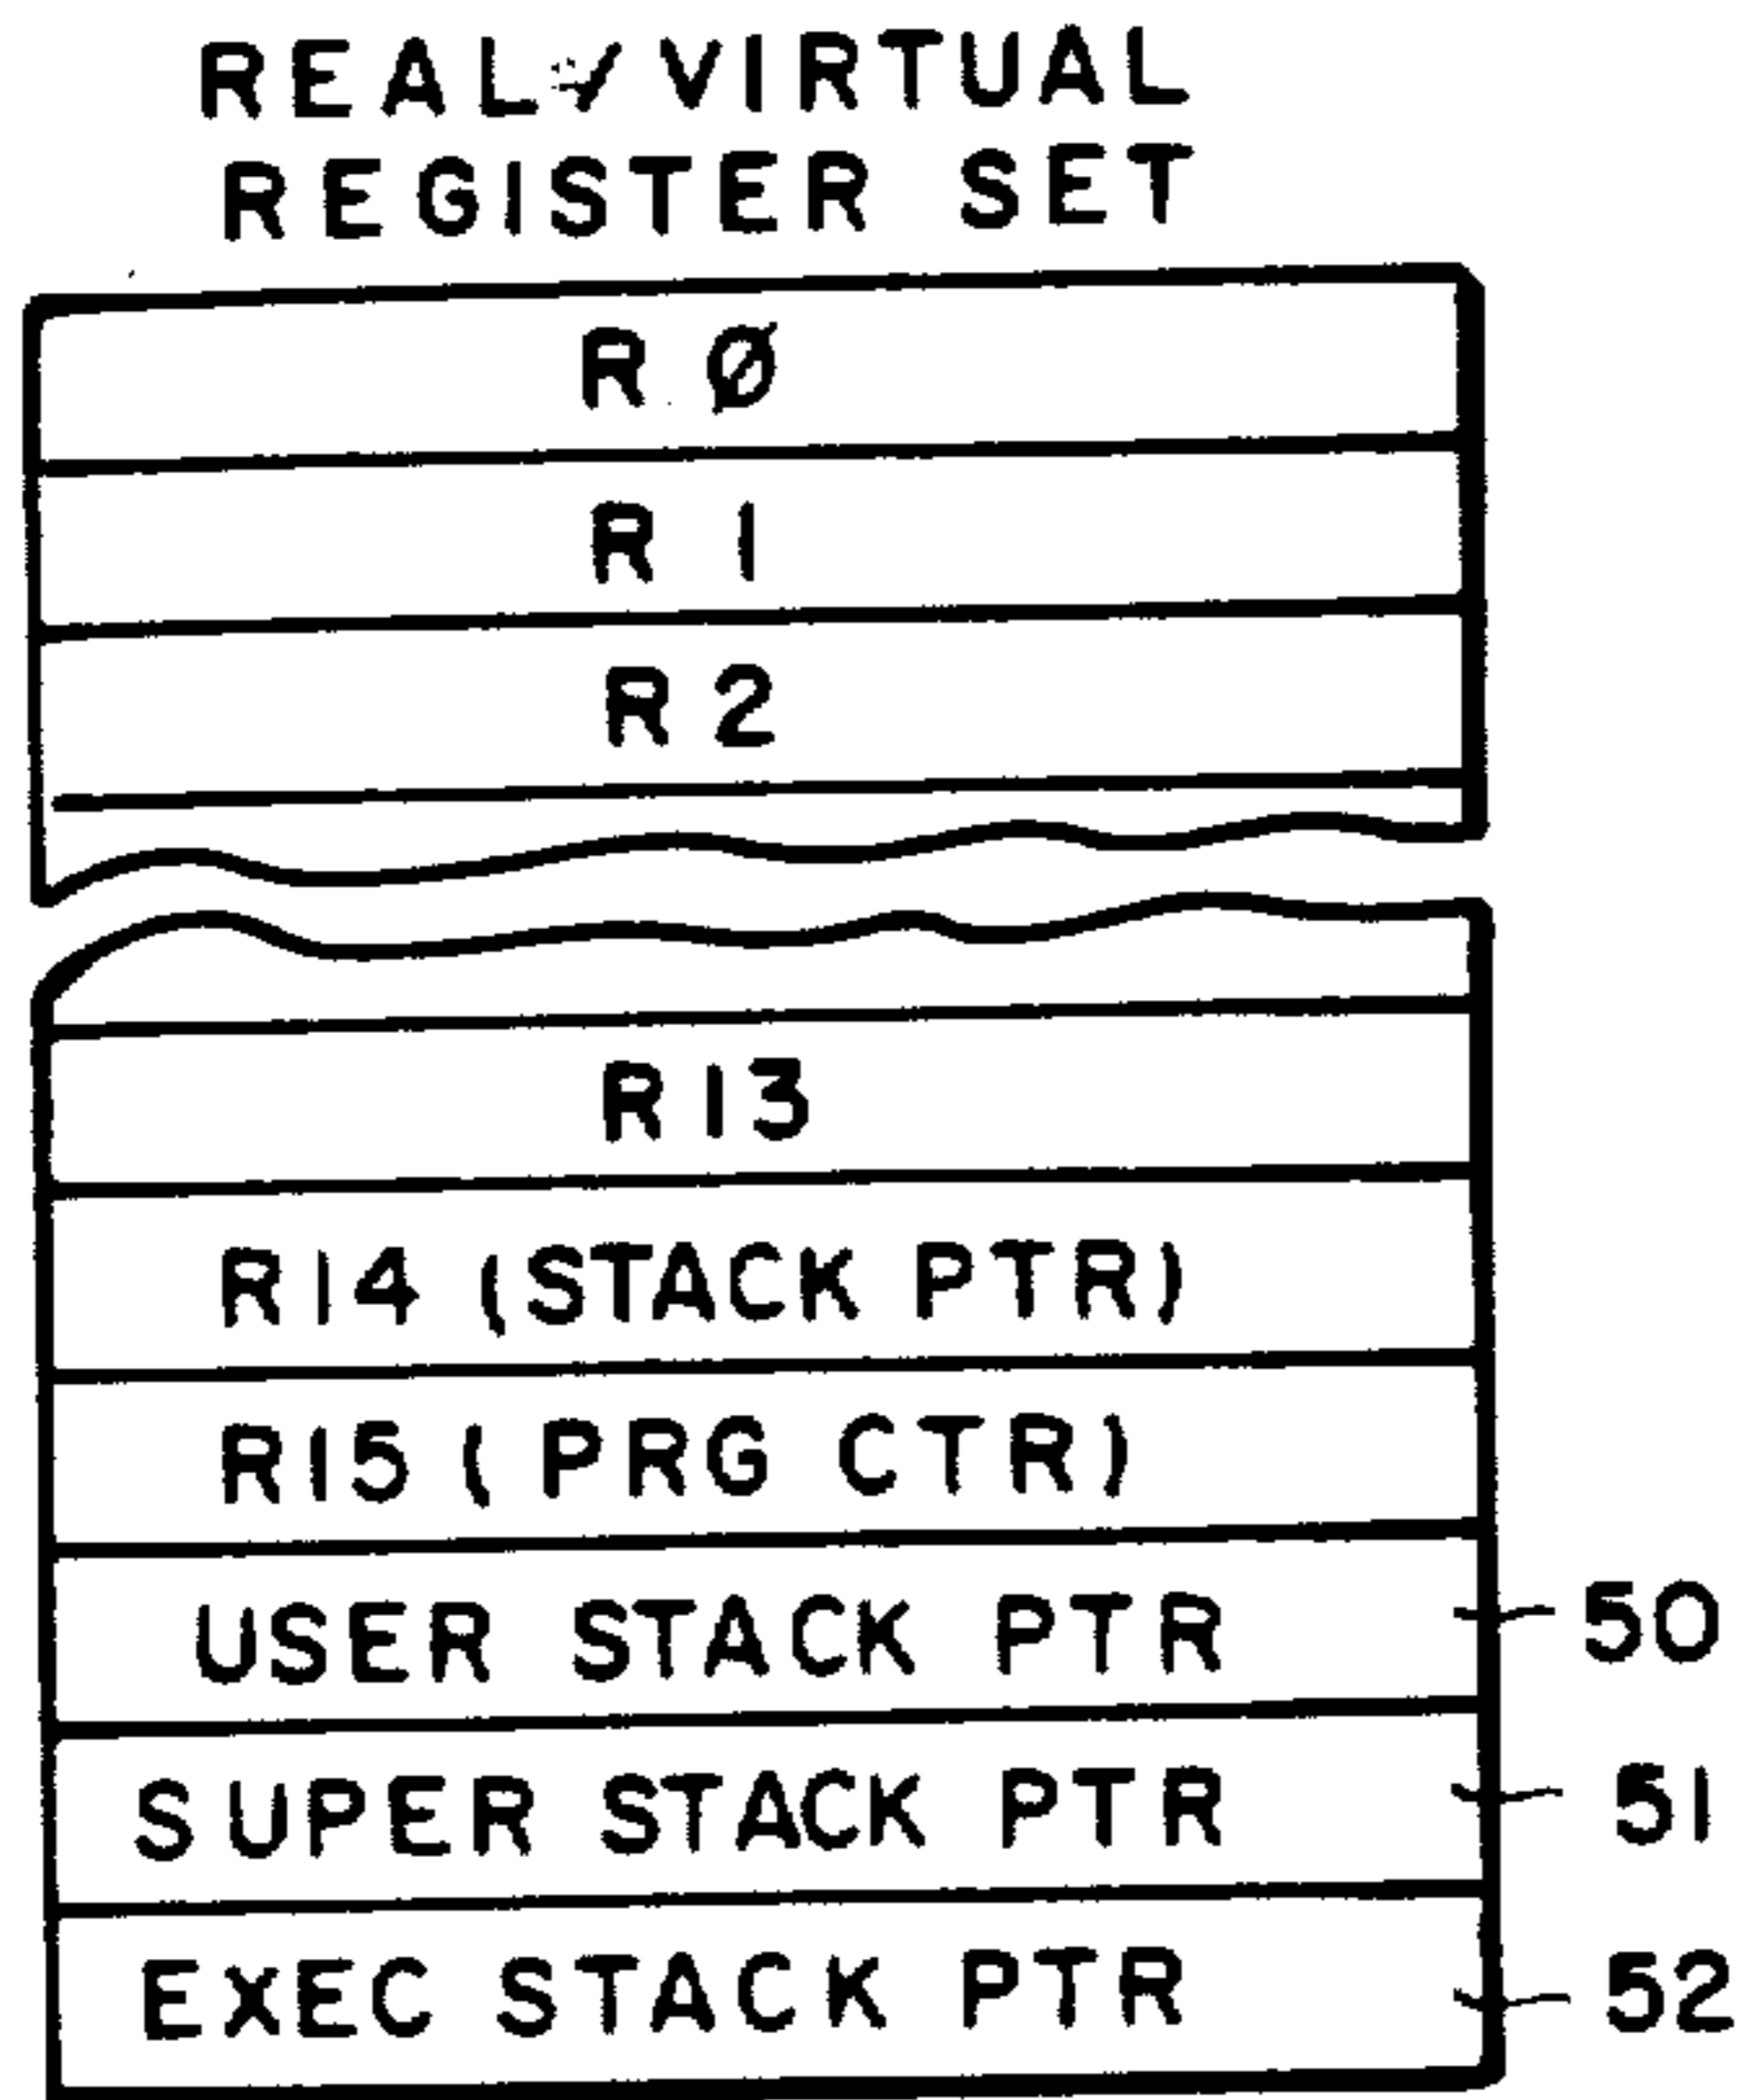 REAL/VIRTUAL
REGISTER SET
R Ø
R 1
R 2
R 13
R14 (STACK PTR)
R15 (PRG CTR)
USER STACK PTR 50
SUPER STACK PTR 51
EXEC STACK PTR 52